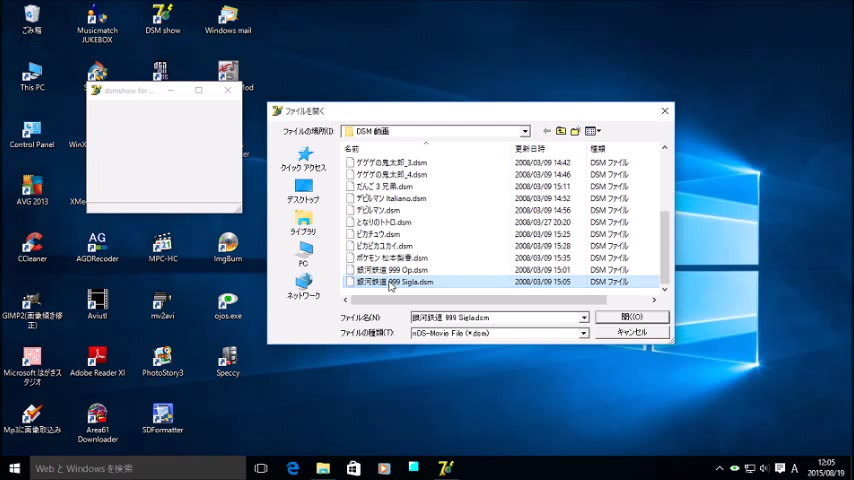 ごみ箱
Musicmatch JUKEBOX
DSM show
Windows mail
This PC
Mod
dsmshow for ...
Control Panel
WinX
AVG 2013
XMe
CCleaner
AGDRecoder
MPC-HC
ImgBurn
GIMP2(画像傾き修正)
Aviutl
mv2avi
ojos.exe
Microsoft はがきスタジオ
Adobe Reader XI
PhotoStory3
Speccy
Mp3に画像取込み
Area61 Downloader
SDFormatter
ファイルを開く
ファイルの場所(I):
DSM 動画
クイック アクセス
デスクトップ
ライブラリ
PC
ネットワーク
名前 更新日時 種類
ゲゲゲの鬼太郎_3.dsm 2008/03/09 14:42 DSM ファイル
ゲゲゲの鬼太郎_4.dsm 2008/03/09 14:46 DSM ファイル
だんご3兄弟.dsm 2008/03/09 15:11 DSM ファイル
デビルマン Italiano.dsm 2008/03/09 14:52 DSM ファイル
デビルマン.dsm 2008/03/09 14:56 DSM ファイル
となりのトトロ.dsm 2008/03/27 20:20 DSM ファイル
ピカチュウ.dsm 2008/03/09 15:25 DSM ファイル
ピカピカユカイ.dsm 2008/03/09 15:28 DSM ファイル
ポケモン 松本梨香.dsm 2008/03/09 15:35 DSM ファイル
銀河鉄道 999 Op.dsm 2008/03/09 15:01 DSM ファイル
銀河鉄道 999 Sigla.dsm 2008/03/09 15:05 DSM ファイル
ファイル名(N): 銀河鉄道 999 Sigla.dsm 開く(O)
ファイルの種類(T): nDS-Movie File (*.dsm) キャンセル
Web と Windows を検索
A
12:05
2015/08/19